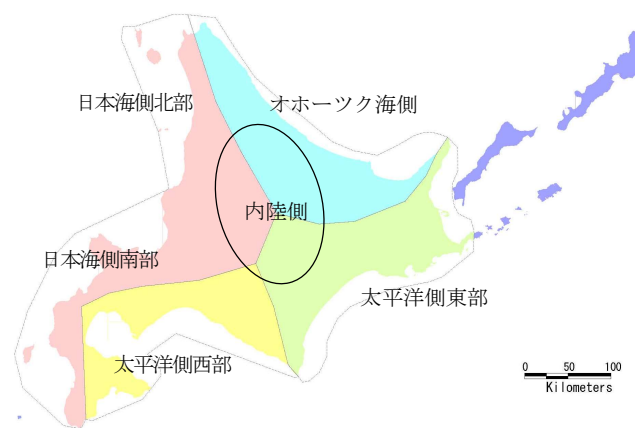 日本海側北部
オホーツク海側
内陸側
日本海側南部
太平洋側東部
太平洋側西部
0 50 100
Kilometers